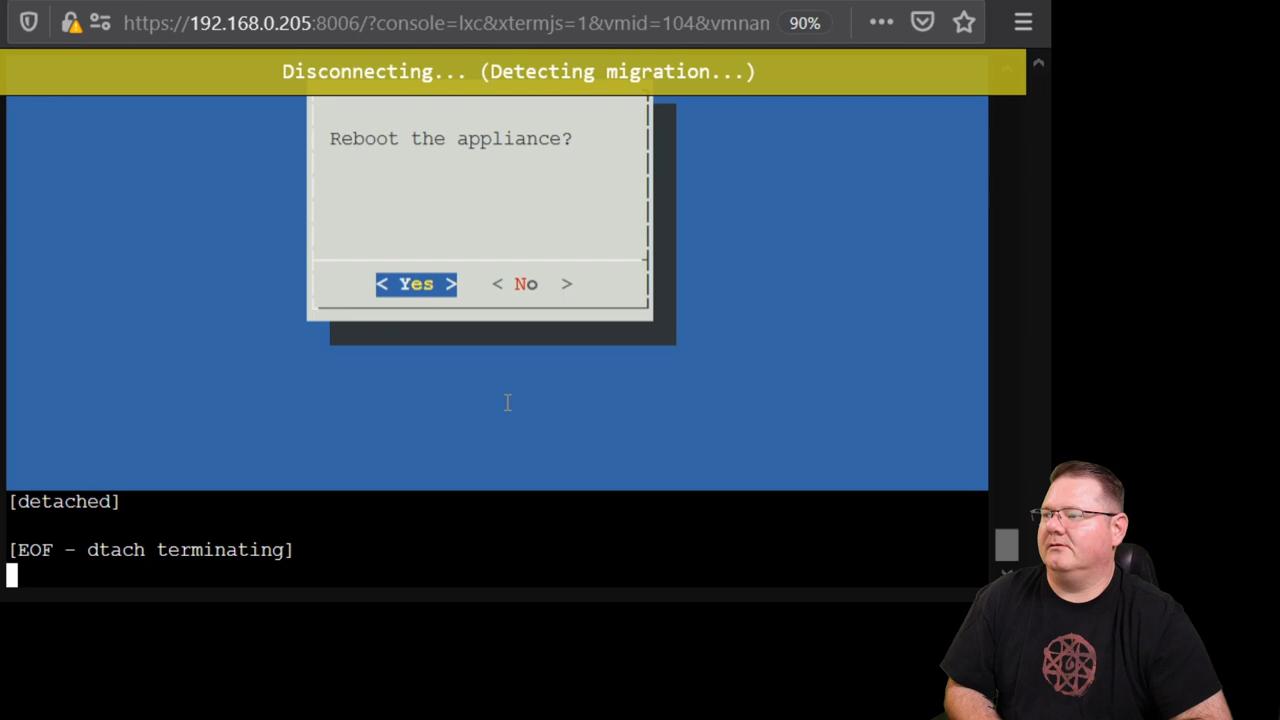 https://192.168.0.205:8006/?console=lxc&xtermjs=1&vmid=104&vmnan
90%
Disconnecting... (Detecting migration...)
Reboot the appliance?
< Yes > < No >
[detached]
[EOF - dtach terminating]